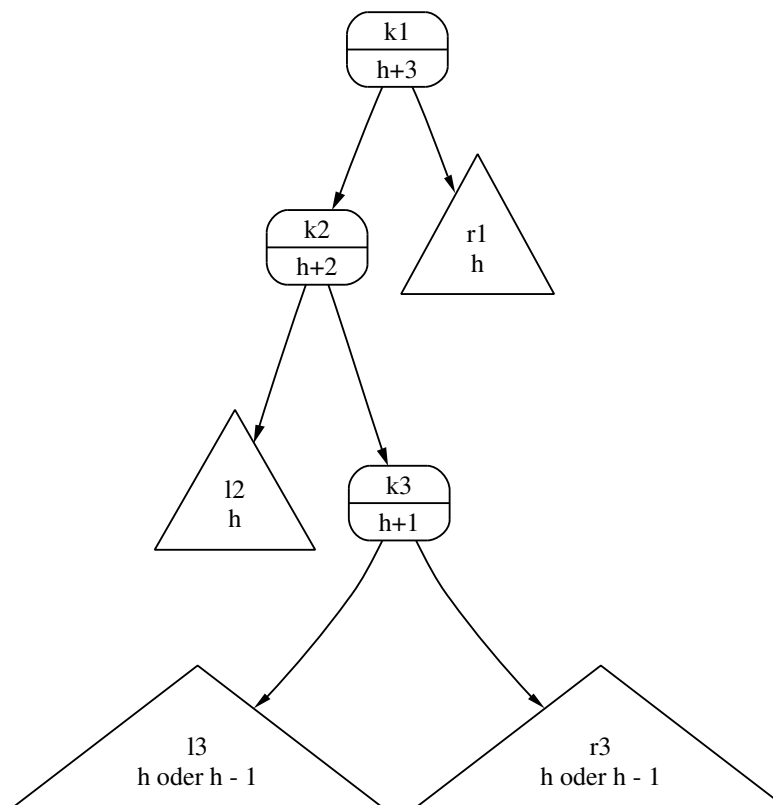 k1
h+3
r1
h
k2
h+2
l2
h
k3
h+1
l3
h oder h - 1
r3
h oder h - 1